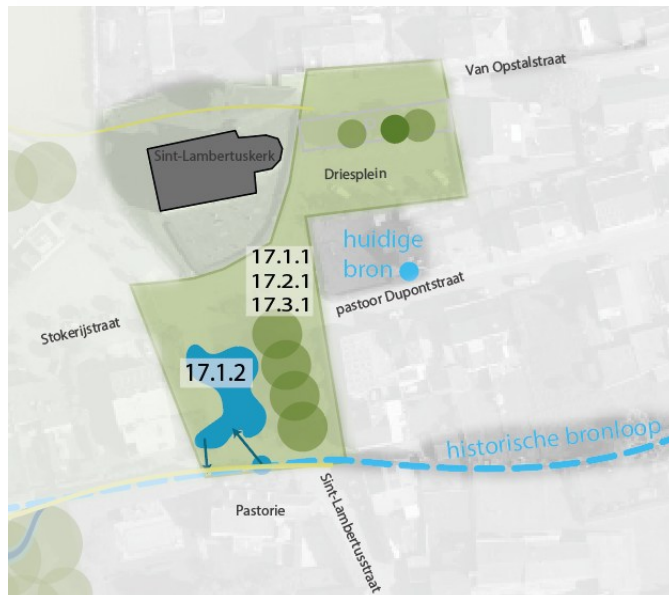 Van Opstalstraat
Sint-Lambertuskerk
Driesplein
huidige
bron
17.1.1
17.2.1
17.3.1
pastoor Dupontstraat
Stokerijstraat
17.1.2
historische bronloop
Pastorie
Sint-Lambertusstraat